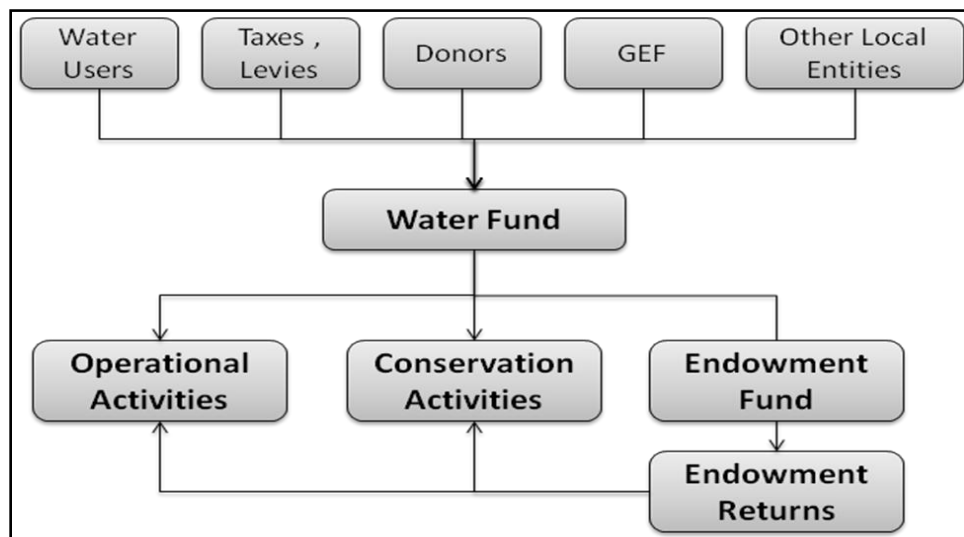 Water
Users
Taxes ,
Levies
Donors
GEF
Other Local
Entities
Water Fund
Operational
Activities
Conservation
Activities
Endowment
Fund
Endowment
Returns